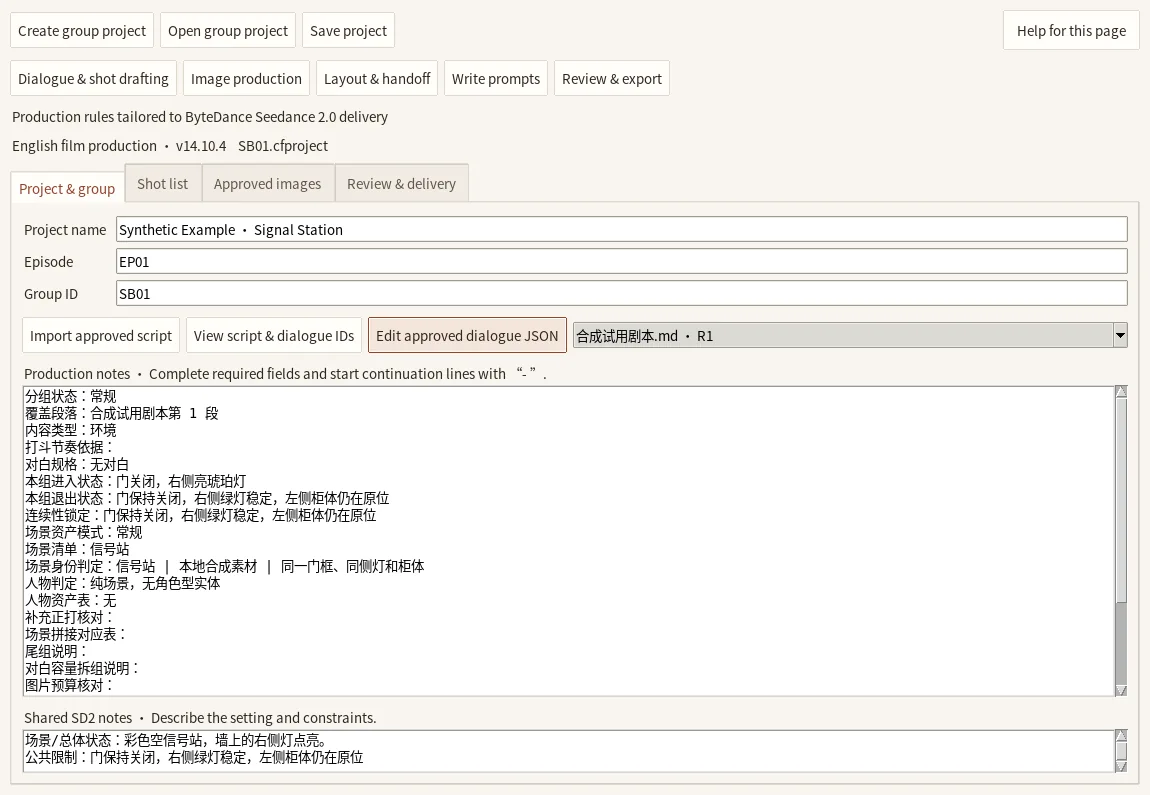 Create group project Open group project Save project Help for this page
Dialogue & shot drafting Image production Layout & handoff Write prompts Review & export
Production rules tailored to ByteDance Seedance 2.0 delivery
English film production · v14.10.4 SB01.cfproject
Project & group Shot list Approved images Review & delivery
Project name Synthetic Example · Signal Station
Episode EP01
Group ID SB01
Import approved script View script & dialogue IDs Edit approved dialogue JSON 合成试用剧本.md · R1
Production notes · Complete required fields and start continuation lines with “- ”.
分组状态：常规
覆盖段落：合成试用剧本第 1 段
内容类型：环境
打斗节奏依据：
对白规格：无对白
本组进入状态：门关闭，右侧亮琥珀灯
本组退出状态：门保持关闭，右侧绿灯稳定，左侧柜体仍在原位
连续性锁定：门保持关闭，右侧绿灯稳定，左侧柜体仍在原位
场景资产模式：常规
场景清单：信号站
场景身份判定：信号站 | 本地合成素材 | 同一门框、同侧灯和柜体
人物判定：纯场景，无角色型实体
人物资产表：无
补充正打核对：
场景拼接对应表：
尾组说明：
对白容量拆组说明：
图片预算核对：
Shared SD2 notes · Describe the setting and constraints.
场景/总体状态：彩色空信号站，墙上的右侧灯点亮。
公共限制：门保持关闭，右侧绿灯稳定，左侧柜体仍在原位